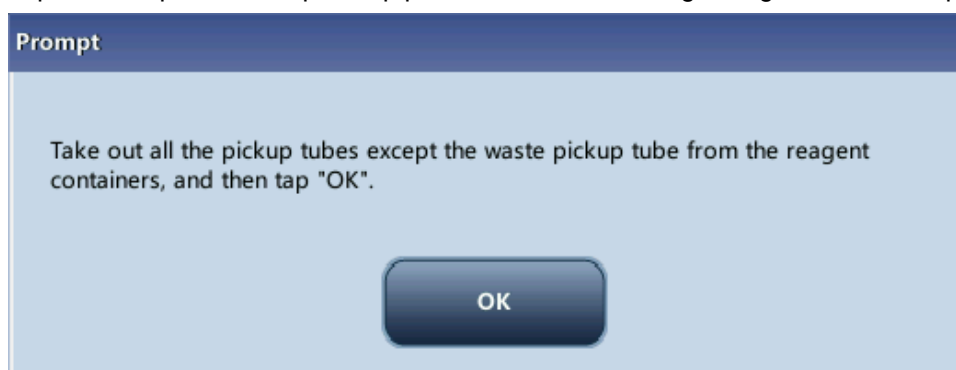 Prompt
Take out all the pickup tubes except the waste pickup tube from the reagent
containers, and then tap "OK".
OK